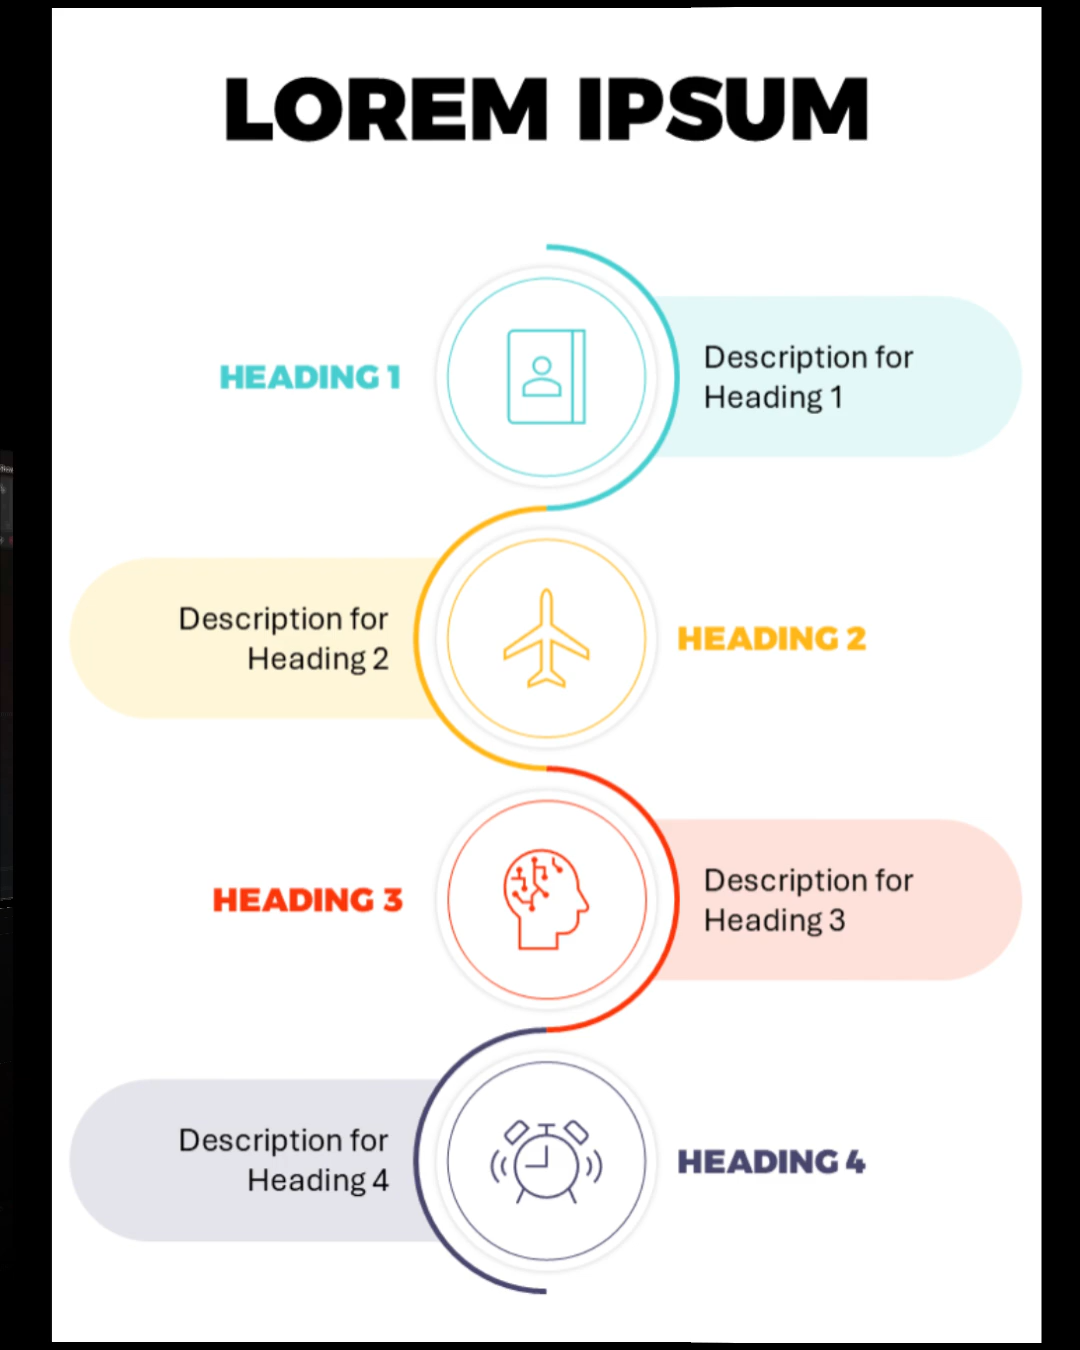 LOREM IPSUM
HEADING 1
Description for
Heading 1
Description for
Heading 2
HEADING 2
HEADING 3
Description for
Heading 3
Description for
Heading 4
HEADING 4